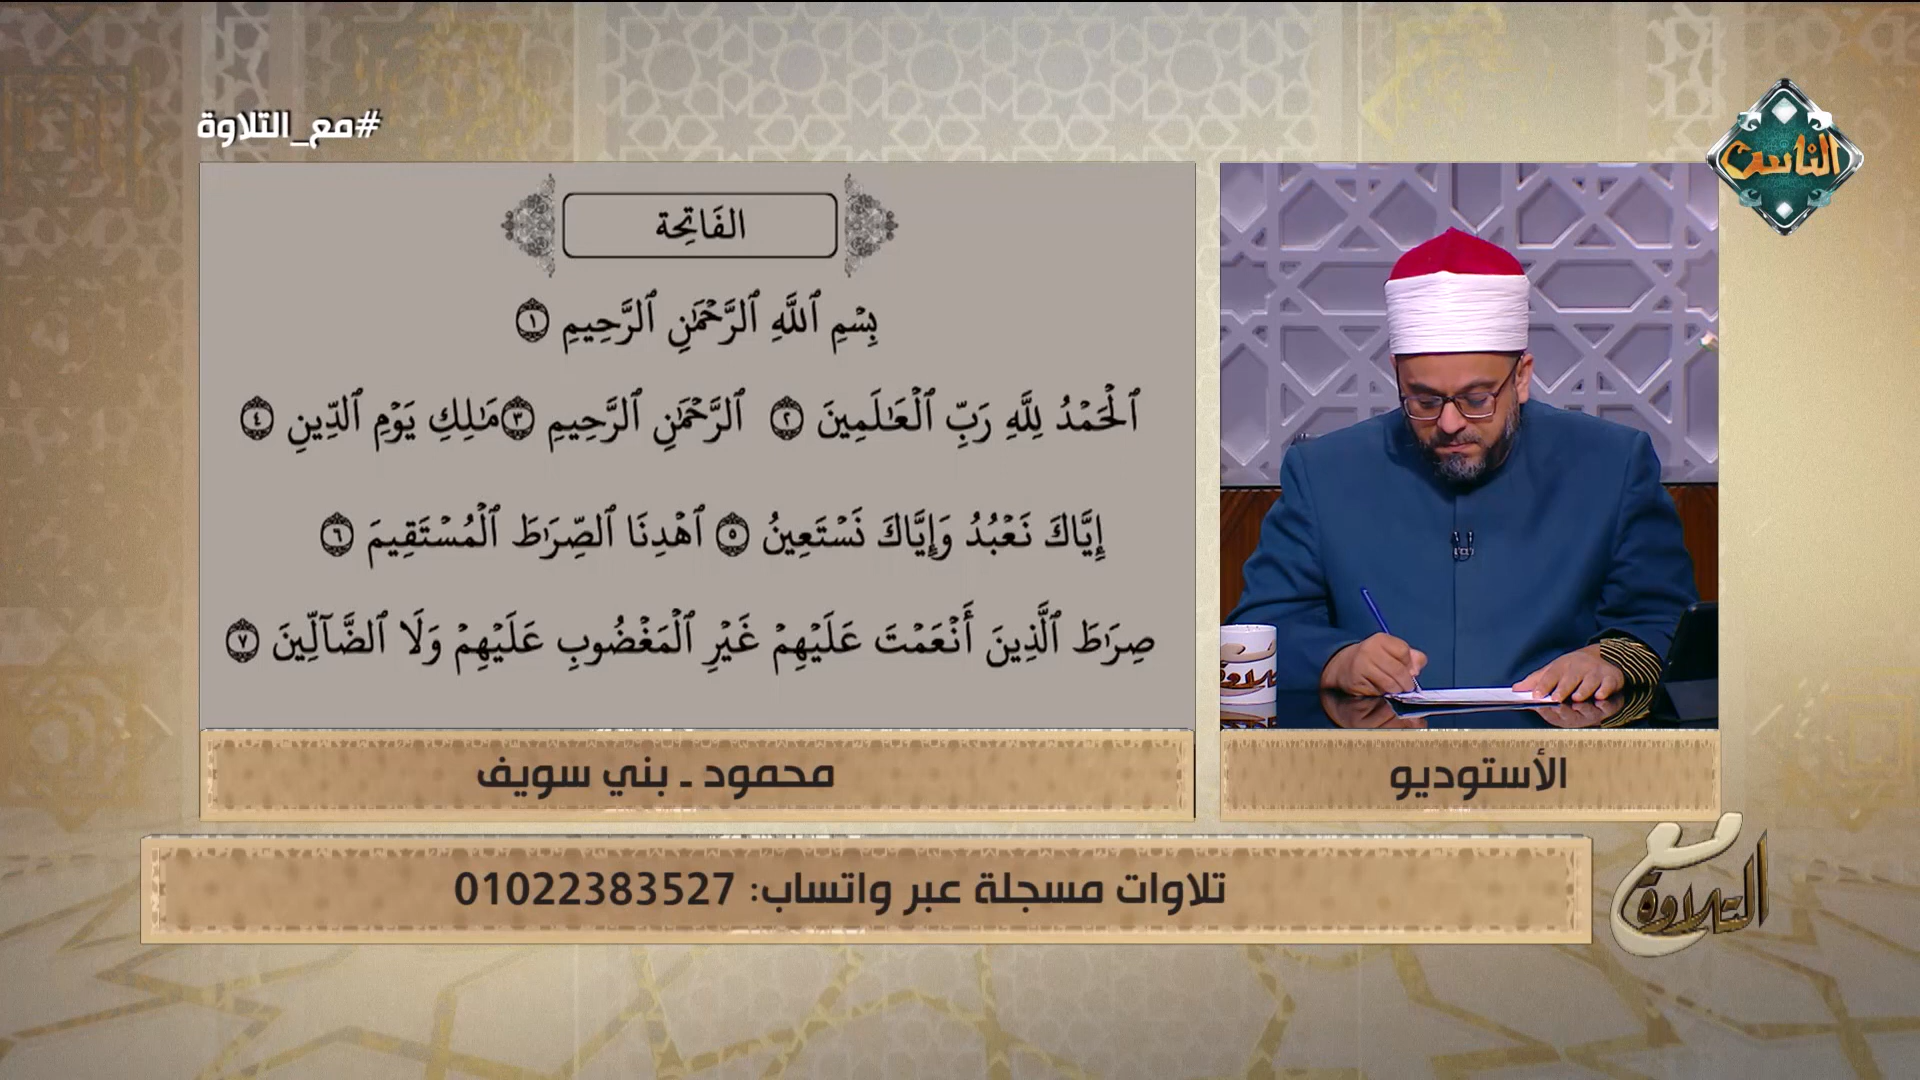 #مع_التلاوة
الناس
الفَاتِحة
بِسْمِ ٱللَّهِ ٱلرَّحْمَٰنِ ٱلرَّحِيمِ ١
ٱلْحَمْدُ لِلَّهِ رَبِّ ٱلْعَٰلَمِينَ ٢ ٱلرَّحْمَٰنِ ٱلرَّحِيمِ ٣ مَٰلِكِ يَوْمِ ٱلدِّينِ ٤
إِيَّاكَ نَعْبُدُ وَإِيَّاكَ نَسْتَعِينُ ٥ ٱهْدِنَا ٱلصِّرَٰطَ ٱلْمُسْتَقِيمَ ٦
صِرَٰطَ ٱلَّذِينَ أَنْعَمْتَ عَلَيْهِمْ غَيْرِ ٱلْمَغْضُوبِ عَلَيْهِمْ وَلَا ٱلضَّآلِّينَ ٧
الأستوديو
محمود - بني سويف
تلاوات مسجلة عبر واتساب: 01022383527
مع التلاوة